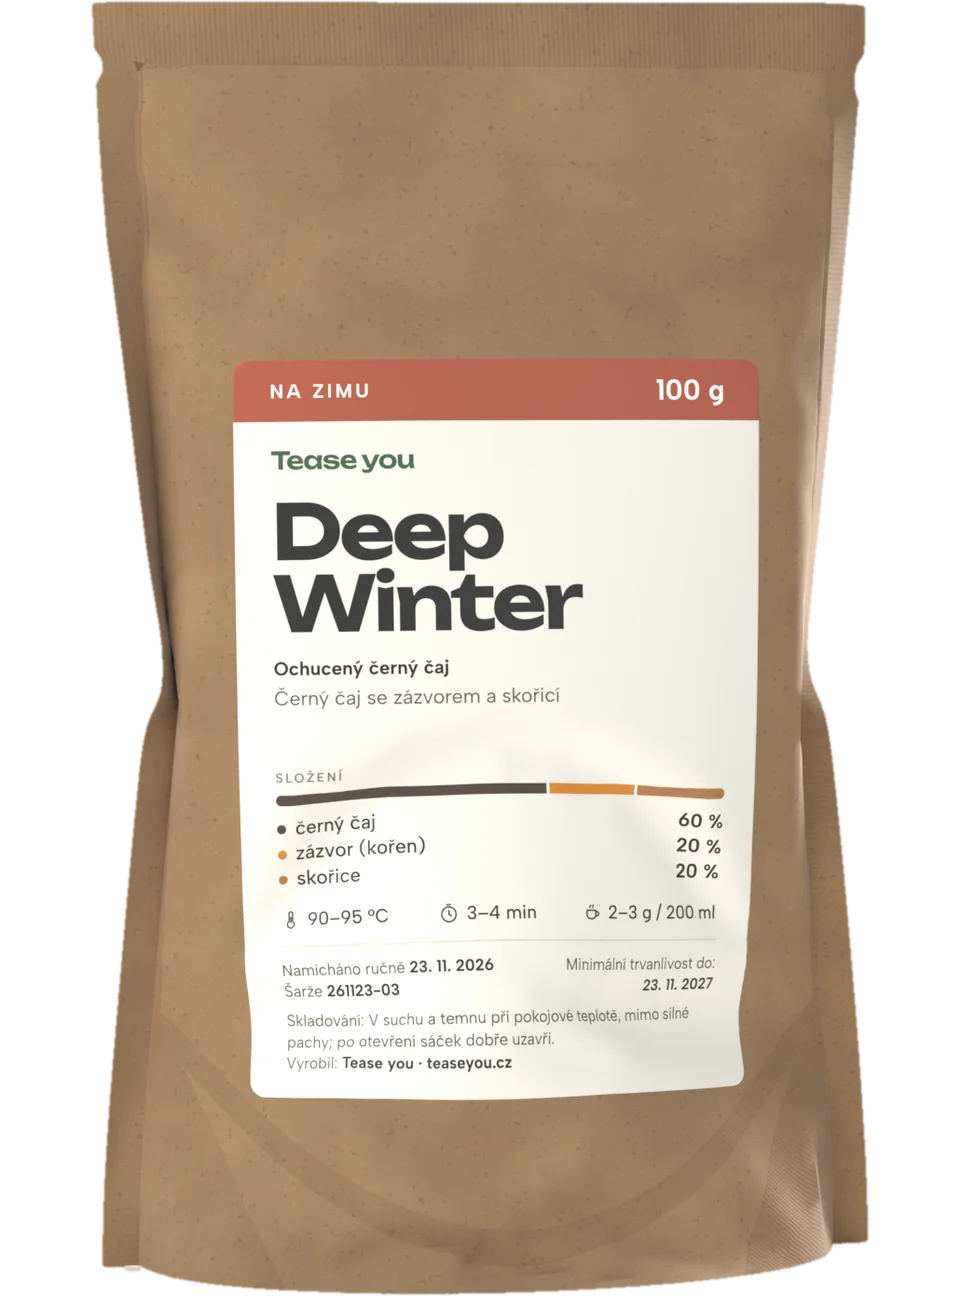 NA ZIMU 100 g
Tease you
Deep
Winter
Ochucený černý čaj
Černý čaj se zázvorem a skořicí
SLOŽENÍ
černý čaj 60 %
zázvor (kořen) 20 %
skořice 20 %
90–95 °C 3–4 min 2–3 g / 200 ml
Namícháno ručně 23. 11. 2026 Minimální trvanlivost do:
Šarže 261123-03 23. 11. 2027
Skladování: V suchu a temnu při pokojové teplotě, mimo silné
pachy; po otevření sáček dobře uzavři.
Vyrobil: Tease you · teaseyou.cz